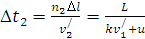 Δt₂ = n₂Δl / v₂′ = L / (kv₁′ + u)